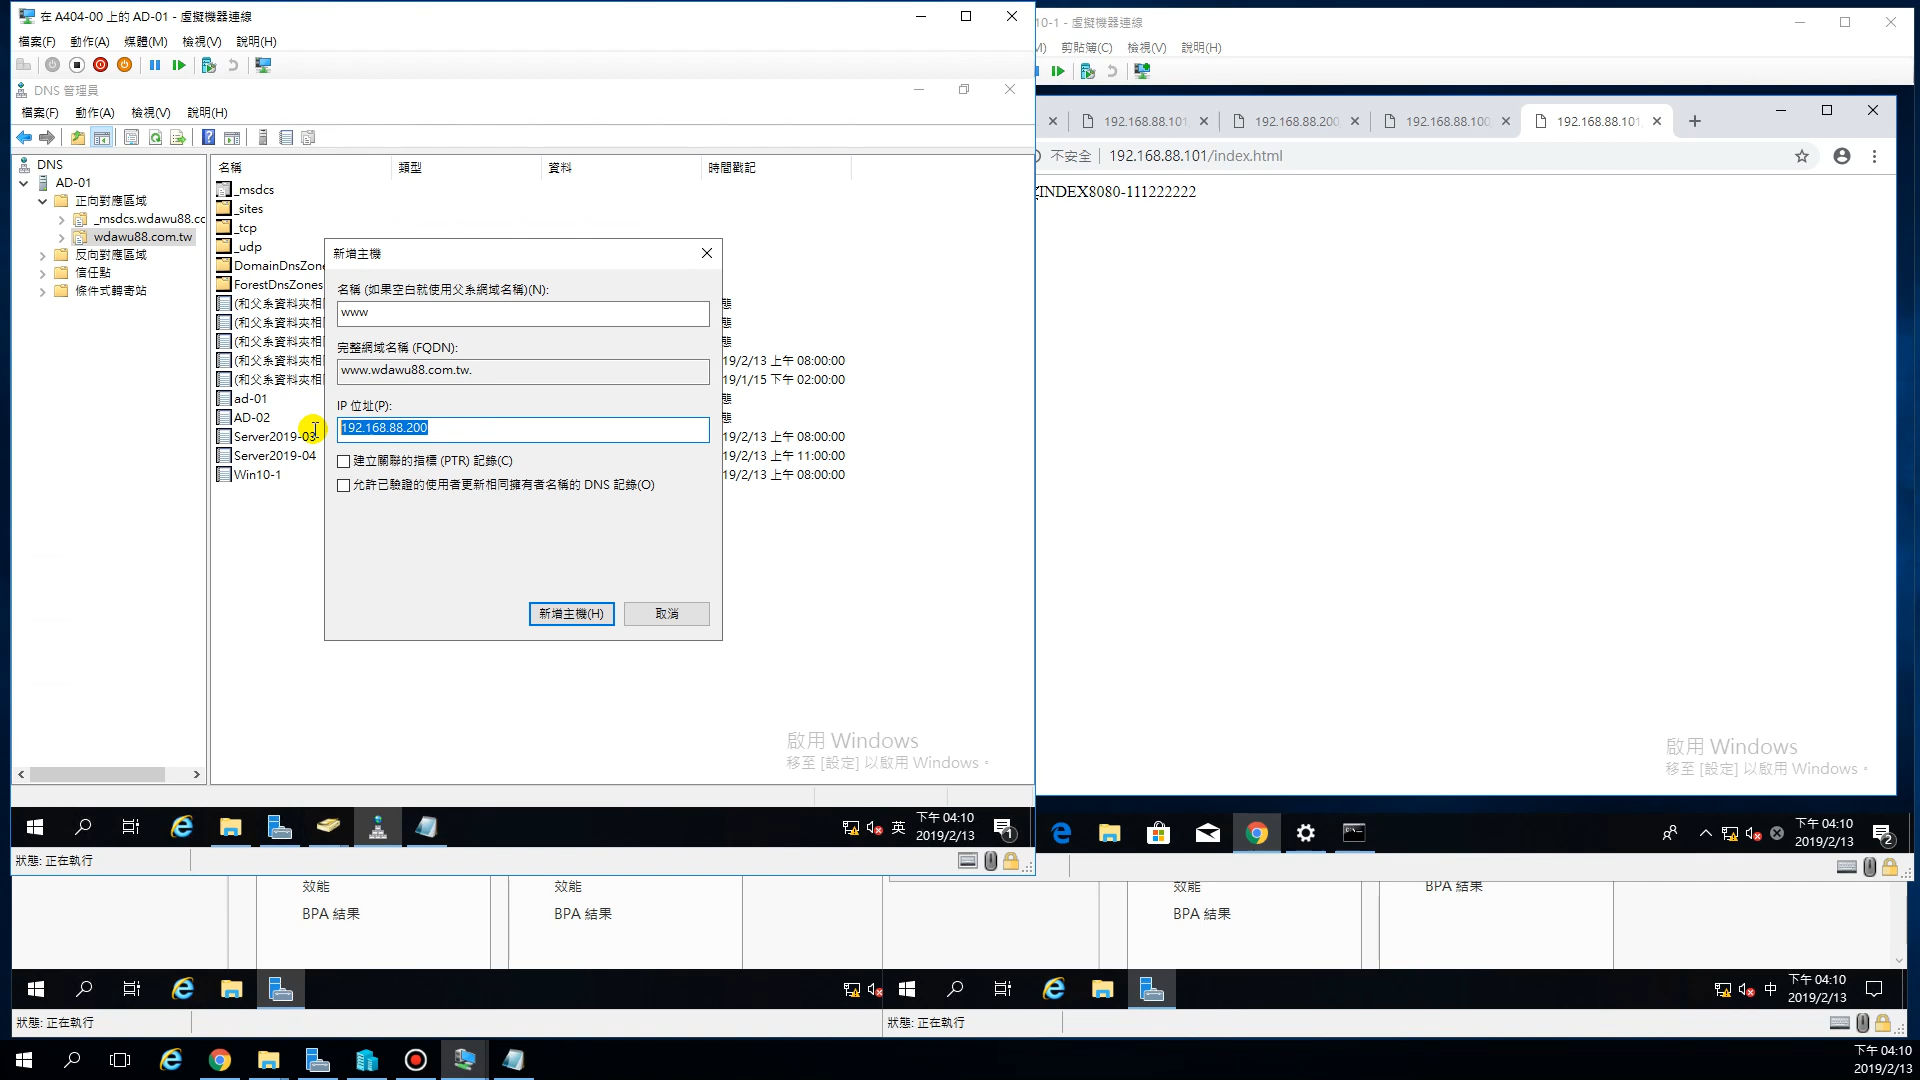 在 A404-00 上的 AD-01 - 虛擬機器連線
檔案(F) 動作(A) 媒體(M) 檢視(V) 說明(H)
DNS 管理員
檔案(F) 動作(A) 檢視(V) 說明(H)
DNS
AD-01
正向對應區域
_msdcs.wdawu88.cc
wdawu88.com.tw
反向對應區域
信任點
條件式轉寄站
名稱 類型 資料 時間戳記
_msdcs
_sites
_tcp
_udp
DomainDnsZone
ForestDnsZones
(和父系資料夾相
(和父系資料夾相
(和父系資料夾相
(和父系資料夾相 19/2/13 上午 08:00:00
(和父系資料夾相 19/1/15 下午 02:00:00
ad-01
AD-02
Server2019-03 19/2/13 上午 08:00:00
Server2019-04 19/2/13 上午 11:00:00
Win10-1 19/2/13 上午 08:00:00
新增主機
名稱 (如果空白就使用父系網域名稱)(N):
www
完整網域名稱 (FQDN):
www.wdawu88.com.tw.
IP 位址(P):
192.168.88.200
建立關聯的指標 (PTR) 記錄(C)
允許已驗證的使用者更新相同擁有者名稱的 DNS 記錄(O)
新增主機(H) 取消
啟用 Windows
移至 [設定] 以啟用 Windows。
英 下午 04:10
2019/2/13
1
狀態: 正在執行
10-1 - 虛擬機器連線
M) 剪貼簿(C) 檢視(V) 說明(H)
192.168.88.101 192.168.88.200 192.168.88.100 192.168.88.101
不安全 192.168.88.101/index.html
INDEX8080-111222222
啟用 Windows
移至 [設定] 以啟用 Windows。
下午 04:10
2019/2/13
2
效能 效能 效能
BPA 結果 BPA 結果 BPA 結果 BPA 結果
中 下午 04:10
2019/2/13
狀態: 正在執行 狀態: 正在執行
下午 04:10
2019/2/13